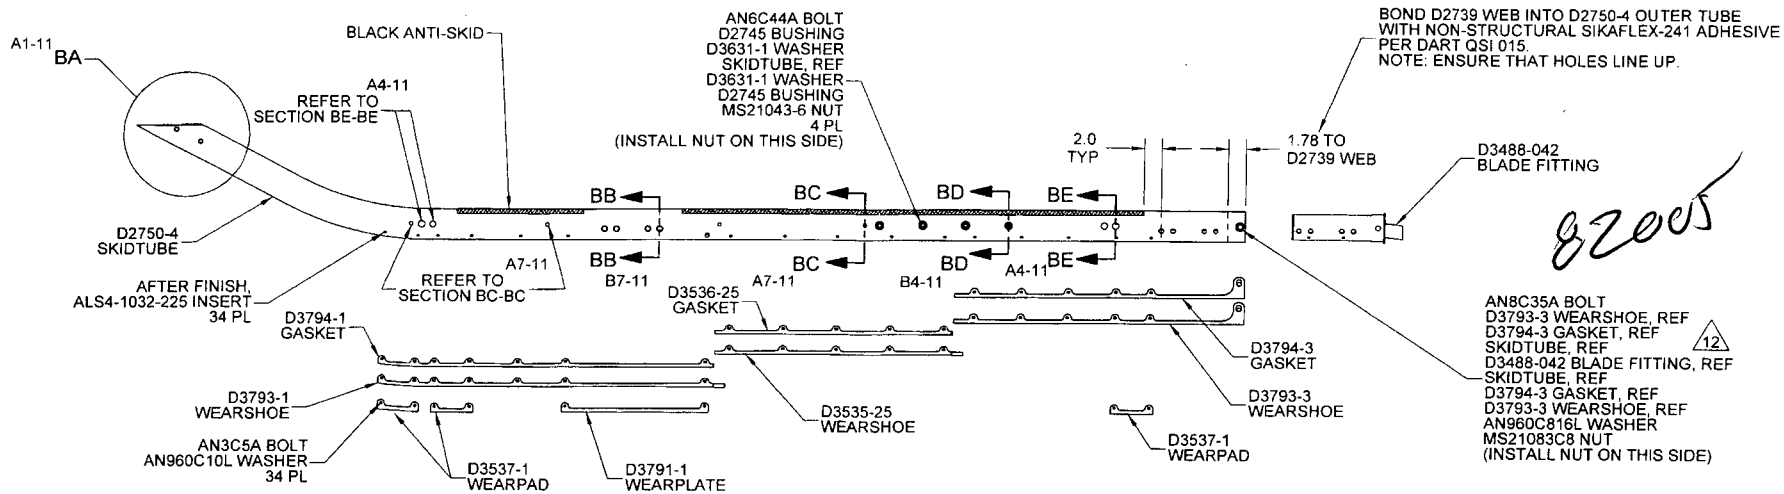 A1-11
BA
BLACK ANTI-SKID
A4-11
REFER TO
SECTION BE-BE
AN6C44A BOLT
D2745 BUSHING
D3631-1 WASHER
SKIDTUBE, REF
D3631-1 WASHER
D2745 BUSHING
MS21043-6 NUT
4 PL
(INSTALL NUT ON THIS SIDE)
BOND D2739 WEB INTO D2750-4 OUTER TUBE
WITH NON-STRUCTURAL SIKAFLEX-241 ADHESIVE
PER DART QSI 015.
NOTE: ENSURE THAT HOLES LINE UP.
2.0
TYP
1.78 TO
D2739 WEB
D3488-042
BLADE FITTING
82005
BB
BC
BD
BE
D2750-4
SKIDTUBE
AFTER FINISH,
ALS4-1032-225 INSERT
34 PL
REFER TO
SECTION BC-BC
A7-11
BB
B7-11
BC
A7-11
BD
B4-11
BE
A4-11
D3794-1
GASKET
D3536-25
GASKET
D3794-3
GASKET
D3793-1
WEARSHOE
D3535-25
WEARSHOE
D3793-3
WEARSHOE
AN3C5A BOLT
AN960C10L WASHER
34 PL
D3537-1
WEARPAD
D3791-1
WEARPLATE
D3537-1
WEARPAD
AN8C35A BOLT
D3793-3 WEARSHOE, REF
D3794-3 GASKET, REF
SKIDTUBE, REF
D3488-042 BLADE FITTING, REF
SKIDTUBE, REF
D3794-3 GASKET, REF
D3793-3 WEARSHOE, REF
AN960C816L WASHER
MS21083C8 NUT
(INSTALL NUT ON THIS SIDE)
12